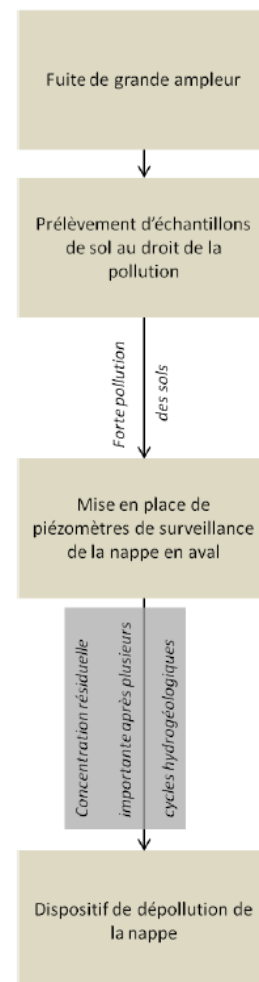 Fuite de grande ampleur
Prélèvement d'échantillons
de sol au droit de la
pollution
Forte pollution
des sols
Mise en place de
piézomètres de surveillance
de la nappe en aval
Concentration résiduelle
importante après plusieurs
cycles hydrogéologiques
Dispositif de dépollution de
la nappe